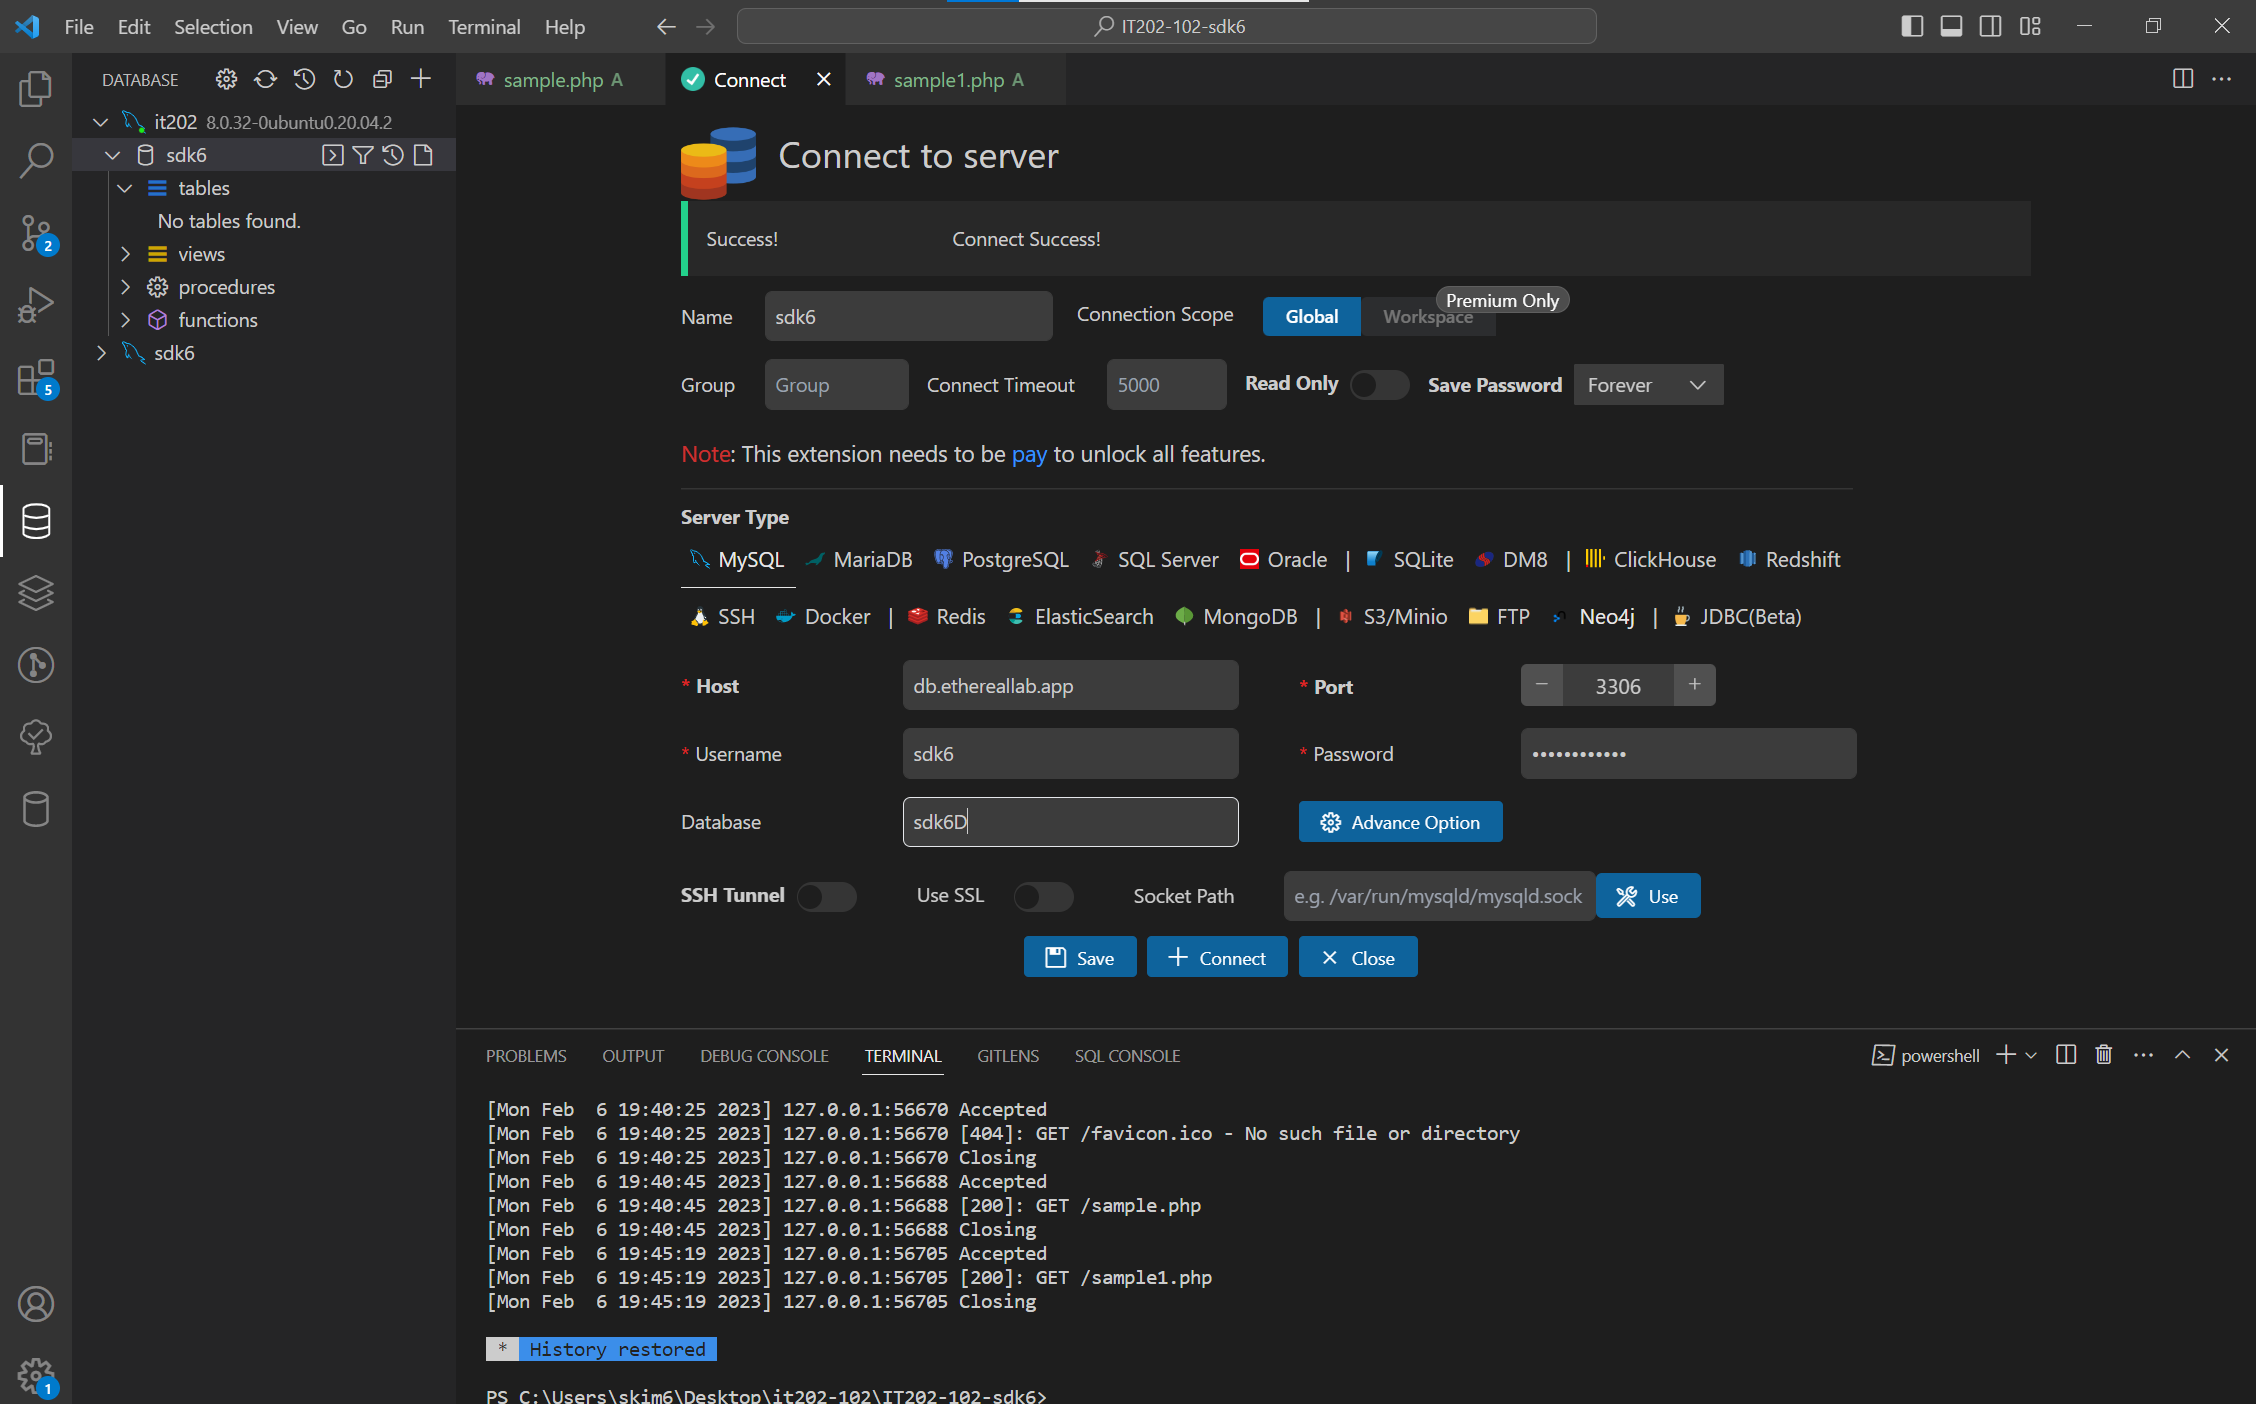 File Edit Selection View Go Run Terminal Help
IT202-102-sdk6
DATABASE
sample.php A
Connect
sample1.php A
it202 8.0.32-0ubuntu0.20.04.2
sdk6
tables
No tables found.
views
procedures
functions
sdk6
2
5
1
Connect to server
Success! Connect Success!
Name sdk6 Connection Scope Global Workspace Premium Only
Group Group Connect Timeout 5000 Read Only Save Password Forever
Note: This extension needs to be pay to unlock all features.
Server Type
MySQL MariaDB PostgreSQL SQL Server Oracle | SQLite DM8 | ClickHouse Redshift
SSH Docker | Redis ElasticSearch MongoDB | S3/Minio FTP Neo4j | JDBC(Beta)
* Host db.ethereallab.app * Port − 3306 +
* Username sdk6 * Password ••••••••••••
Database sdk6D Advance Option
SSH Tunnel Use SSL Socket Path e.g. /var/run/mysqld/mysqld.sock Use
Save Connect Close
PROBLEMS OUTPUT DEBUG CONSOLE TERMINAL GITLENS SQL CONSOLE powershell
[Mon Feb  6 19:40:25 2023] 127.0.0.1:56670 Accepted
[Mon Feb  6 19:40:25 2023] 127.0.0.1:56670 [404]: GET /favicon.ico - No such file or directory
[Mon Feb  6 19:40:25 2023] 127.0.0.1:56670 Closing
[Mon Feb  6 19:40:45 2023] 127.0.0.1:56688 Accepted
[Mon Feb  6 19:40:45 2023] 127.0.0.1:56688 [200]: GET /sample.php
[Mon Feb  6 19:40:45 2023] 127.0.0.1:56688 Closing
[Mon Feb  6 19:45:19 2023] 127.0.0.1:56705 Accepted
[Mon Feb  6 19:45:19 2023] 127.0.0.1:56705 [200]: GET /sample1.php
[Mon Feb  6 19:45:19 2023] 127.0.0.1:56705 Closing
* History restored
PS C:\Users\skim6\Desktop\it202-102\IT202-102-sdk6>